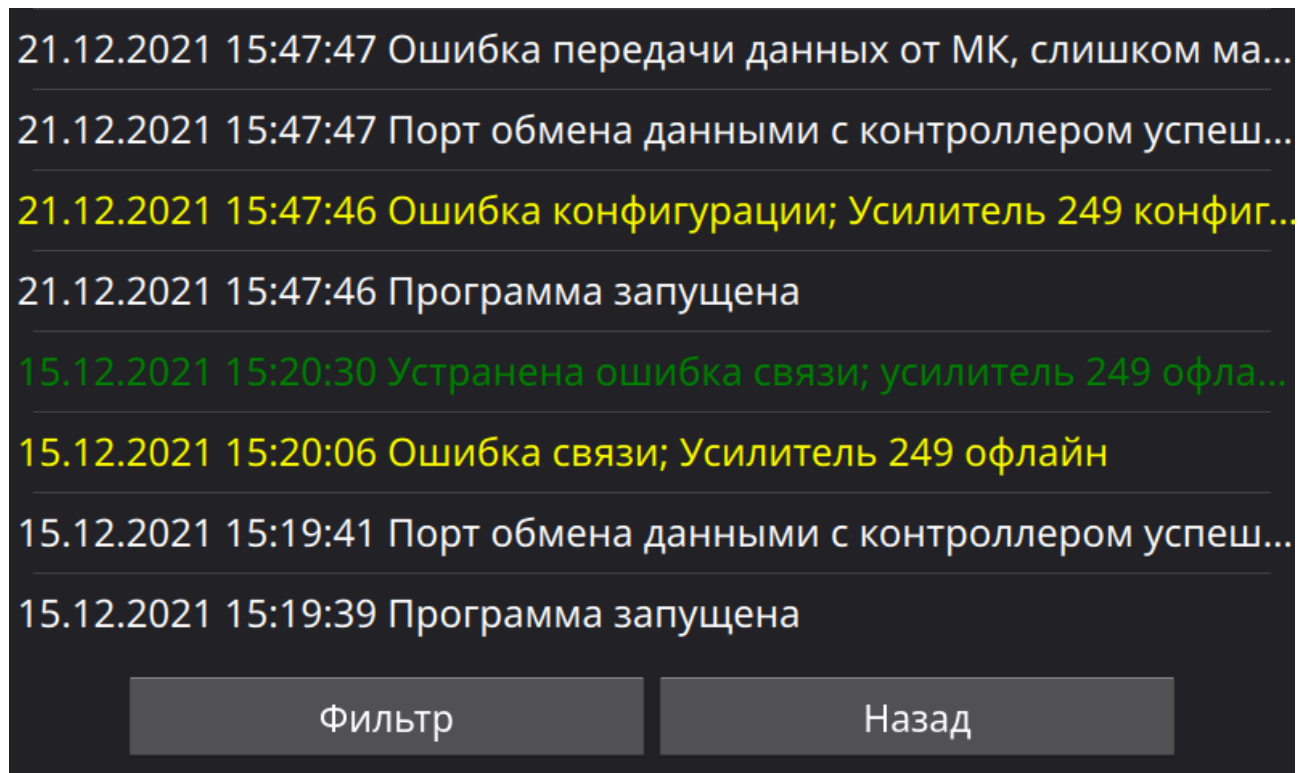 21.12.2021 15:47:47 Ошибка передачи данных от МК, слишком ма...
21.12.2021 15:47:47 Порт обмена данными с контроллером успеш...
21.12.2021 15:47:46 Ошибка конфигурации; Усилитель 249 конфиг...
21.12.2021 15:47:46 Программа запущена
15.12.2021 15:20:30 Устранена ошибка связи; усилитель 249 офла...
15.12.2021 15:20:06 Ошибка связи; Усилитель 249 офлайн
15.12.2021 15:19:41 Порт обмена данными с контроллером успеш...
15.12.2021 15:19:39 Программа запущена
Фильтр Назад